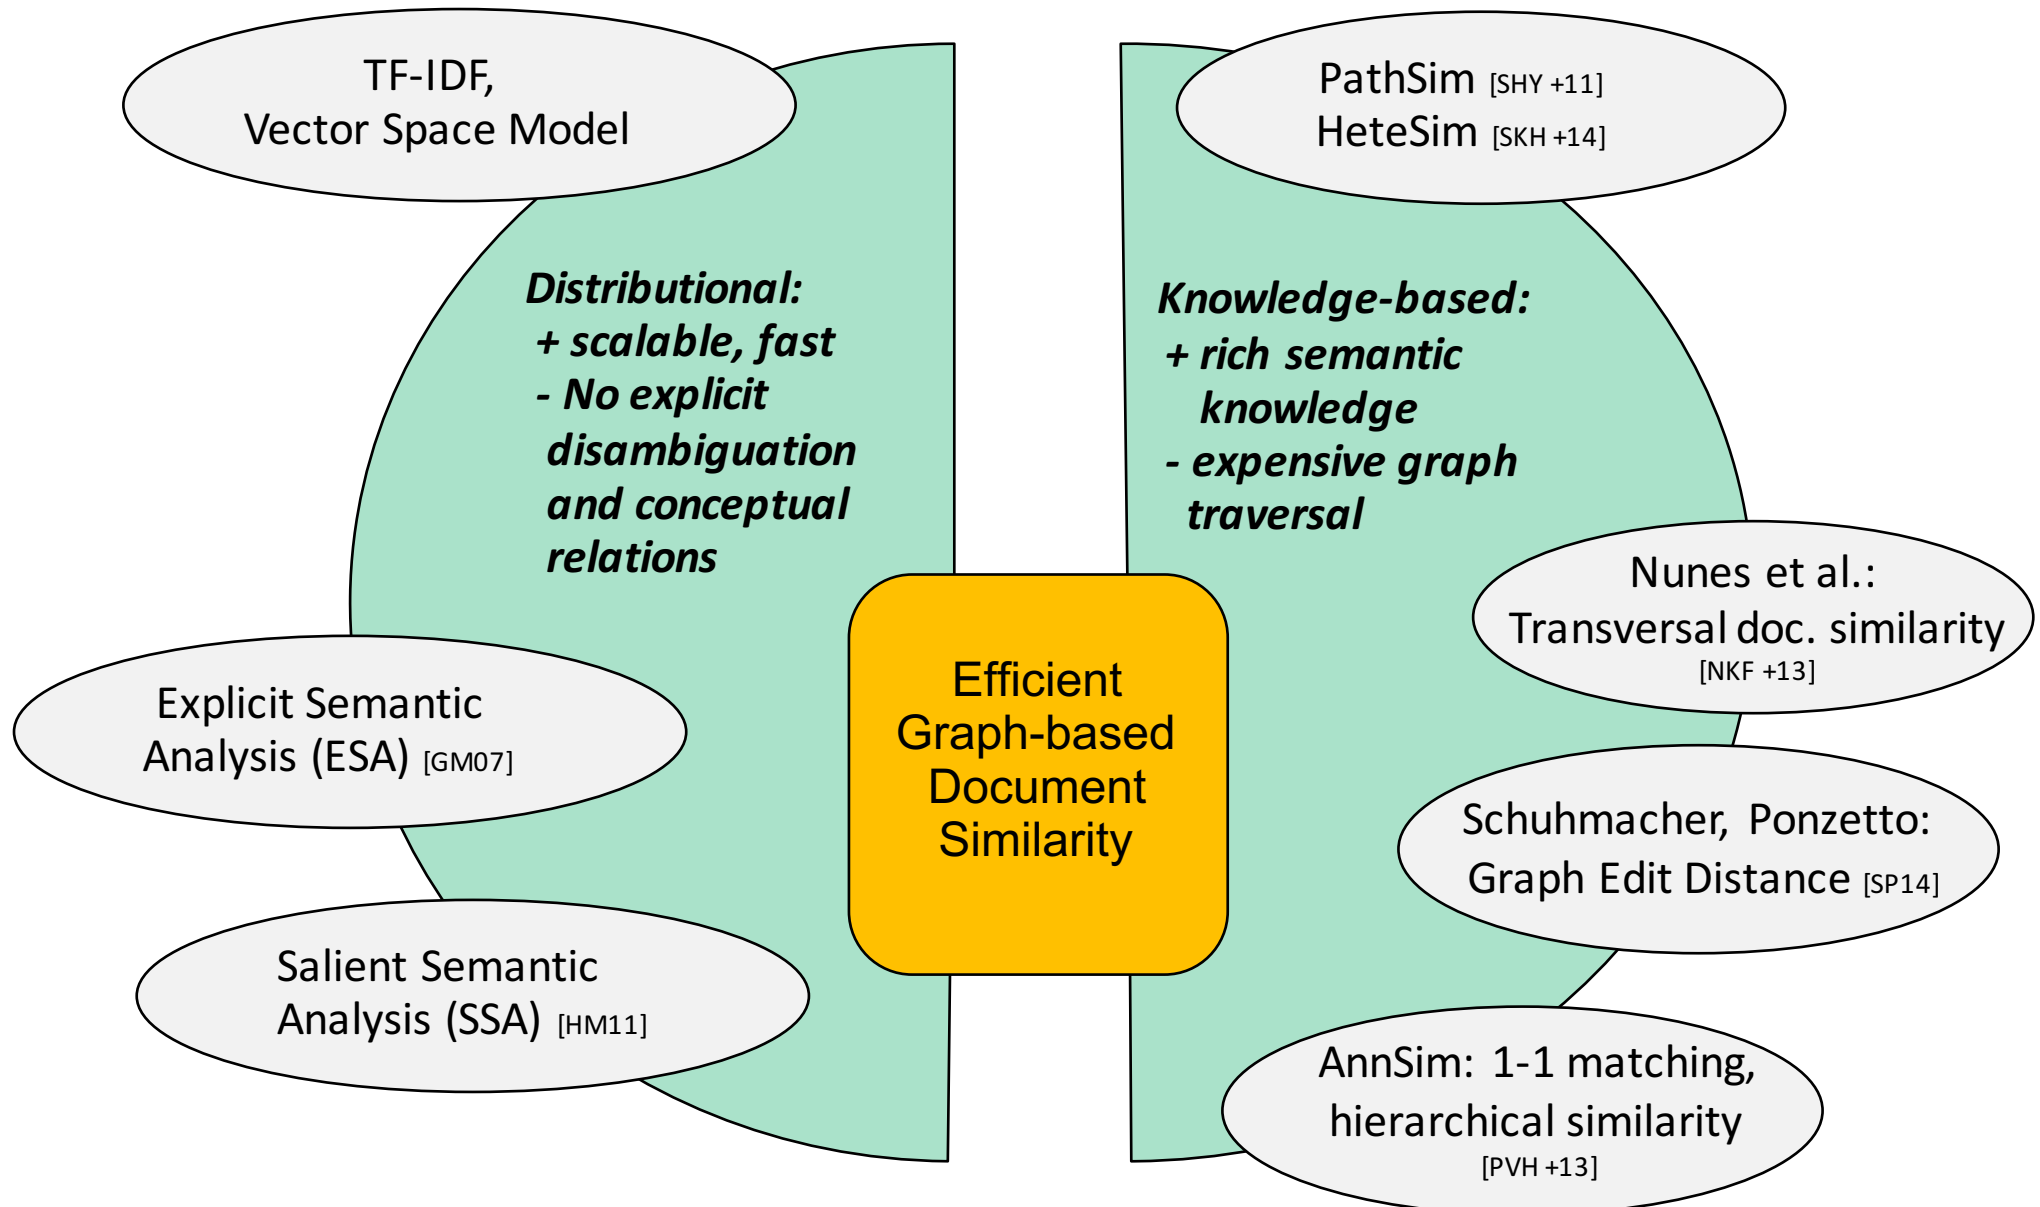 TF-IDF,
Vector Space Model
Distributional:
+ scalable, fast
- No explicit
disambiguation
and conceptual
relations
Explicit Semantic
Analysis (ESA) [GM07]
Salient Semantic
Analysis (SSA) [HM11]
Efficient
Graph-based
Document
Similarity
PathSim [SHY +11]
HeteSim [SKH +14]
Knowledge-based:
+ rich semantic
knowledge
- expensive graph
traversal
Nunes et al.:
Transversal doc. similarity
[NKF +13]
Schuhmacher, Ponzetto:
Graph Edit Distance [SP14]
AnnSim: 1-1 matching,
hierarchical similarity
[PVH +13]